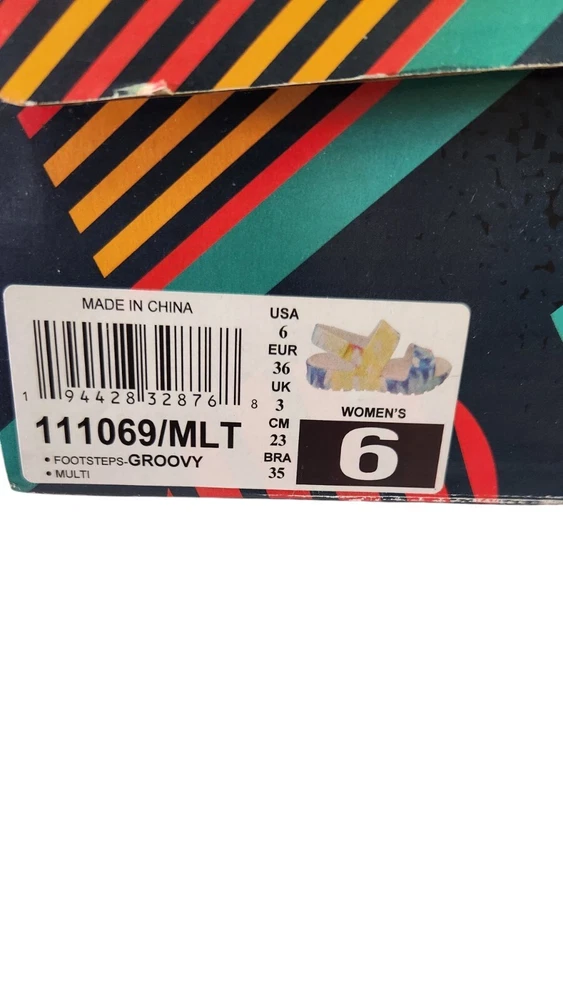 MADE IN CHINA
1 94428 32876 8
111069/MLT
• FOOTSTEPS-GROOVY
• MULTI
USA
6
EUR
36
UK
3
CM
23
BRA
35
WOMEN'S
6